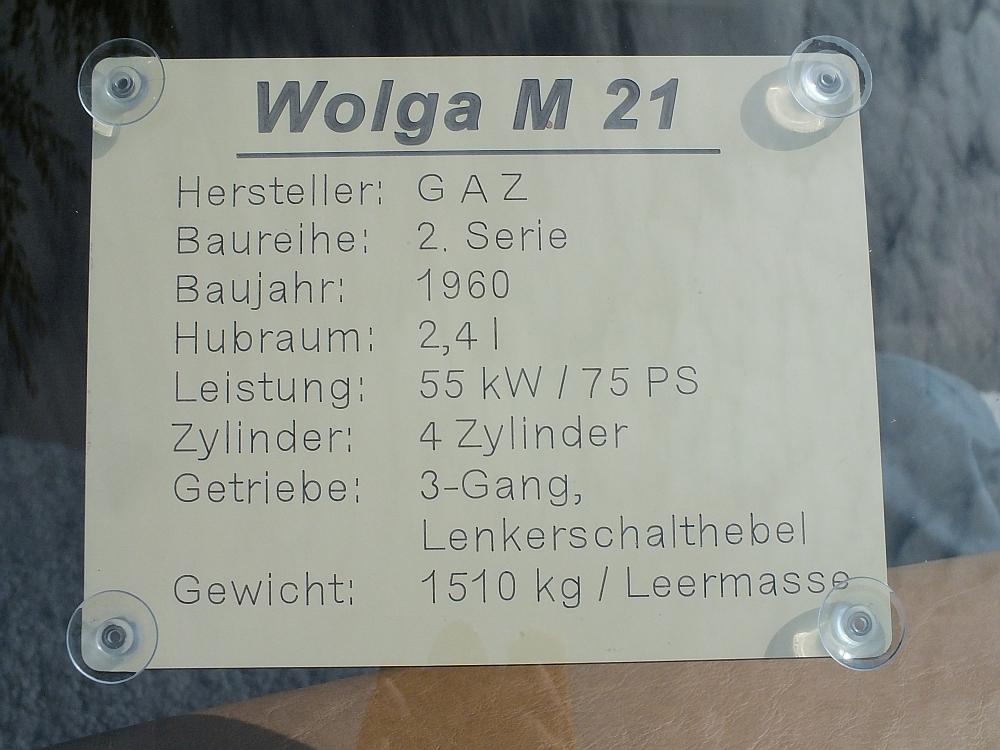 Wolga M 21
Hersteller: G A Z
Baureihe: 2. Serie
Baujahr: 1960
Hubraum: 2,4 l
Leistung: 55 kW / 75 PS
Zylinder: 4 Zylinder
Getriebe: 3-Gang,
Lenkerschalthebel
Gewicht: 1510 kg / Leermasse